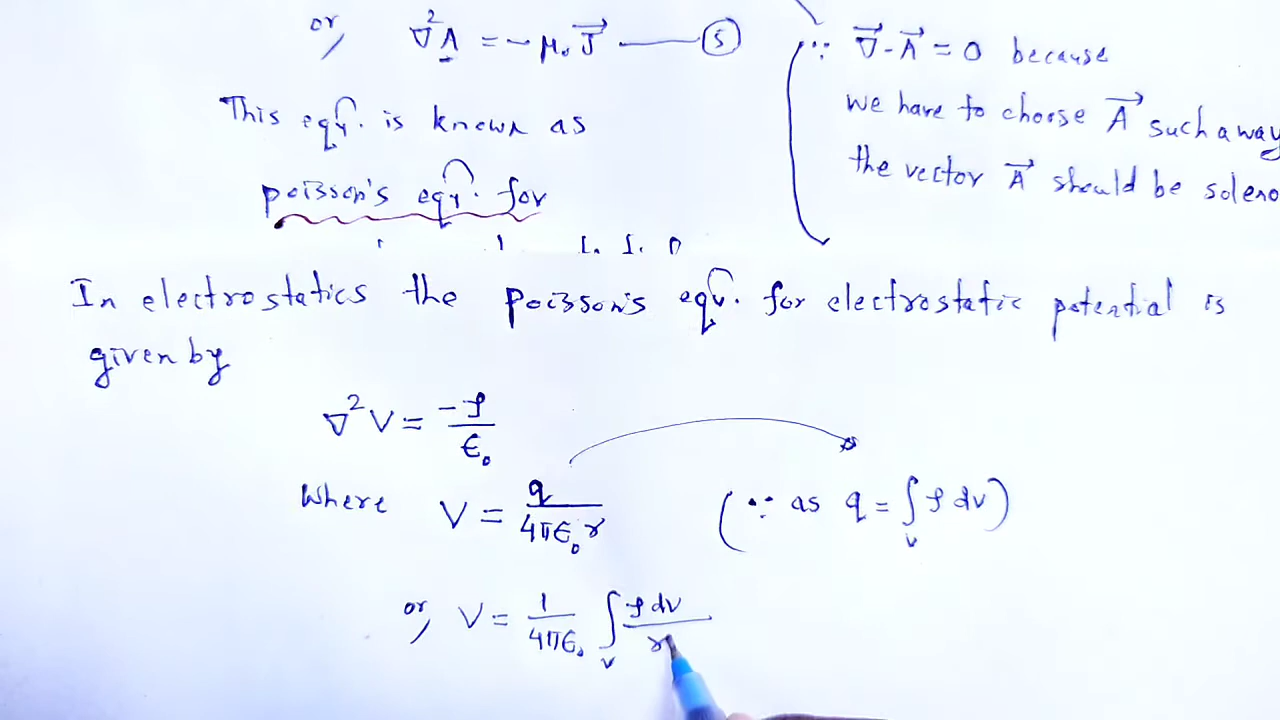 or, ∇²A = -μ₀J⃗ —— ⑤
∵ ∇⃗·A⃗ = 0 because
we have to choose A⃗ such a way
the vector A⃗ should be soleno
This eqⁿ. is known as
poisson's eqⁿ. for
In electrostatics the poisson's eqⁿ. for electrostatic potential is
given by
∇²V = -ρ/ϵ₀
Where V = q/4πϵ₀r (∵ as q = ∫ᵥ ρ dv)
or, V = 1/4πϵ₀ ∫ᵥ ρ dv/r